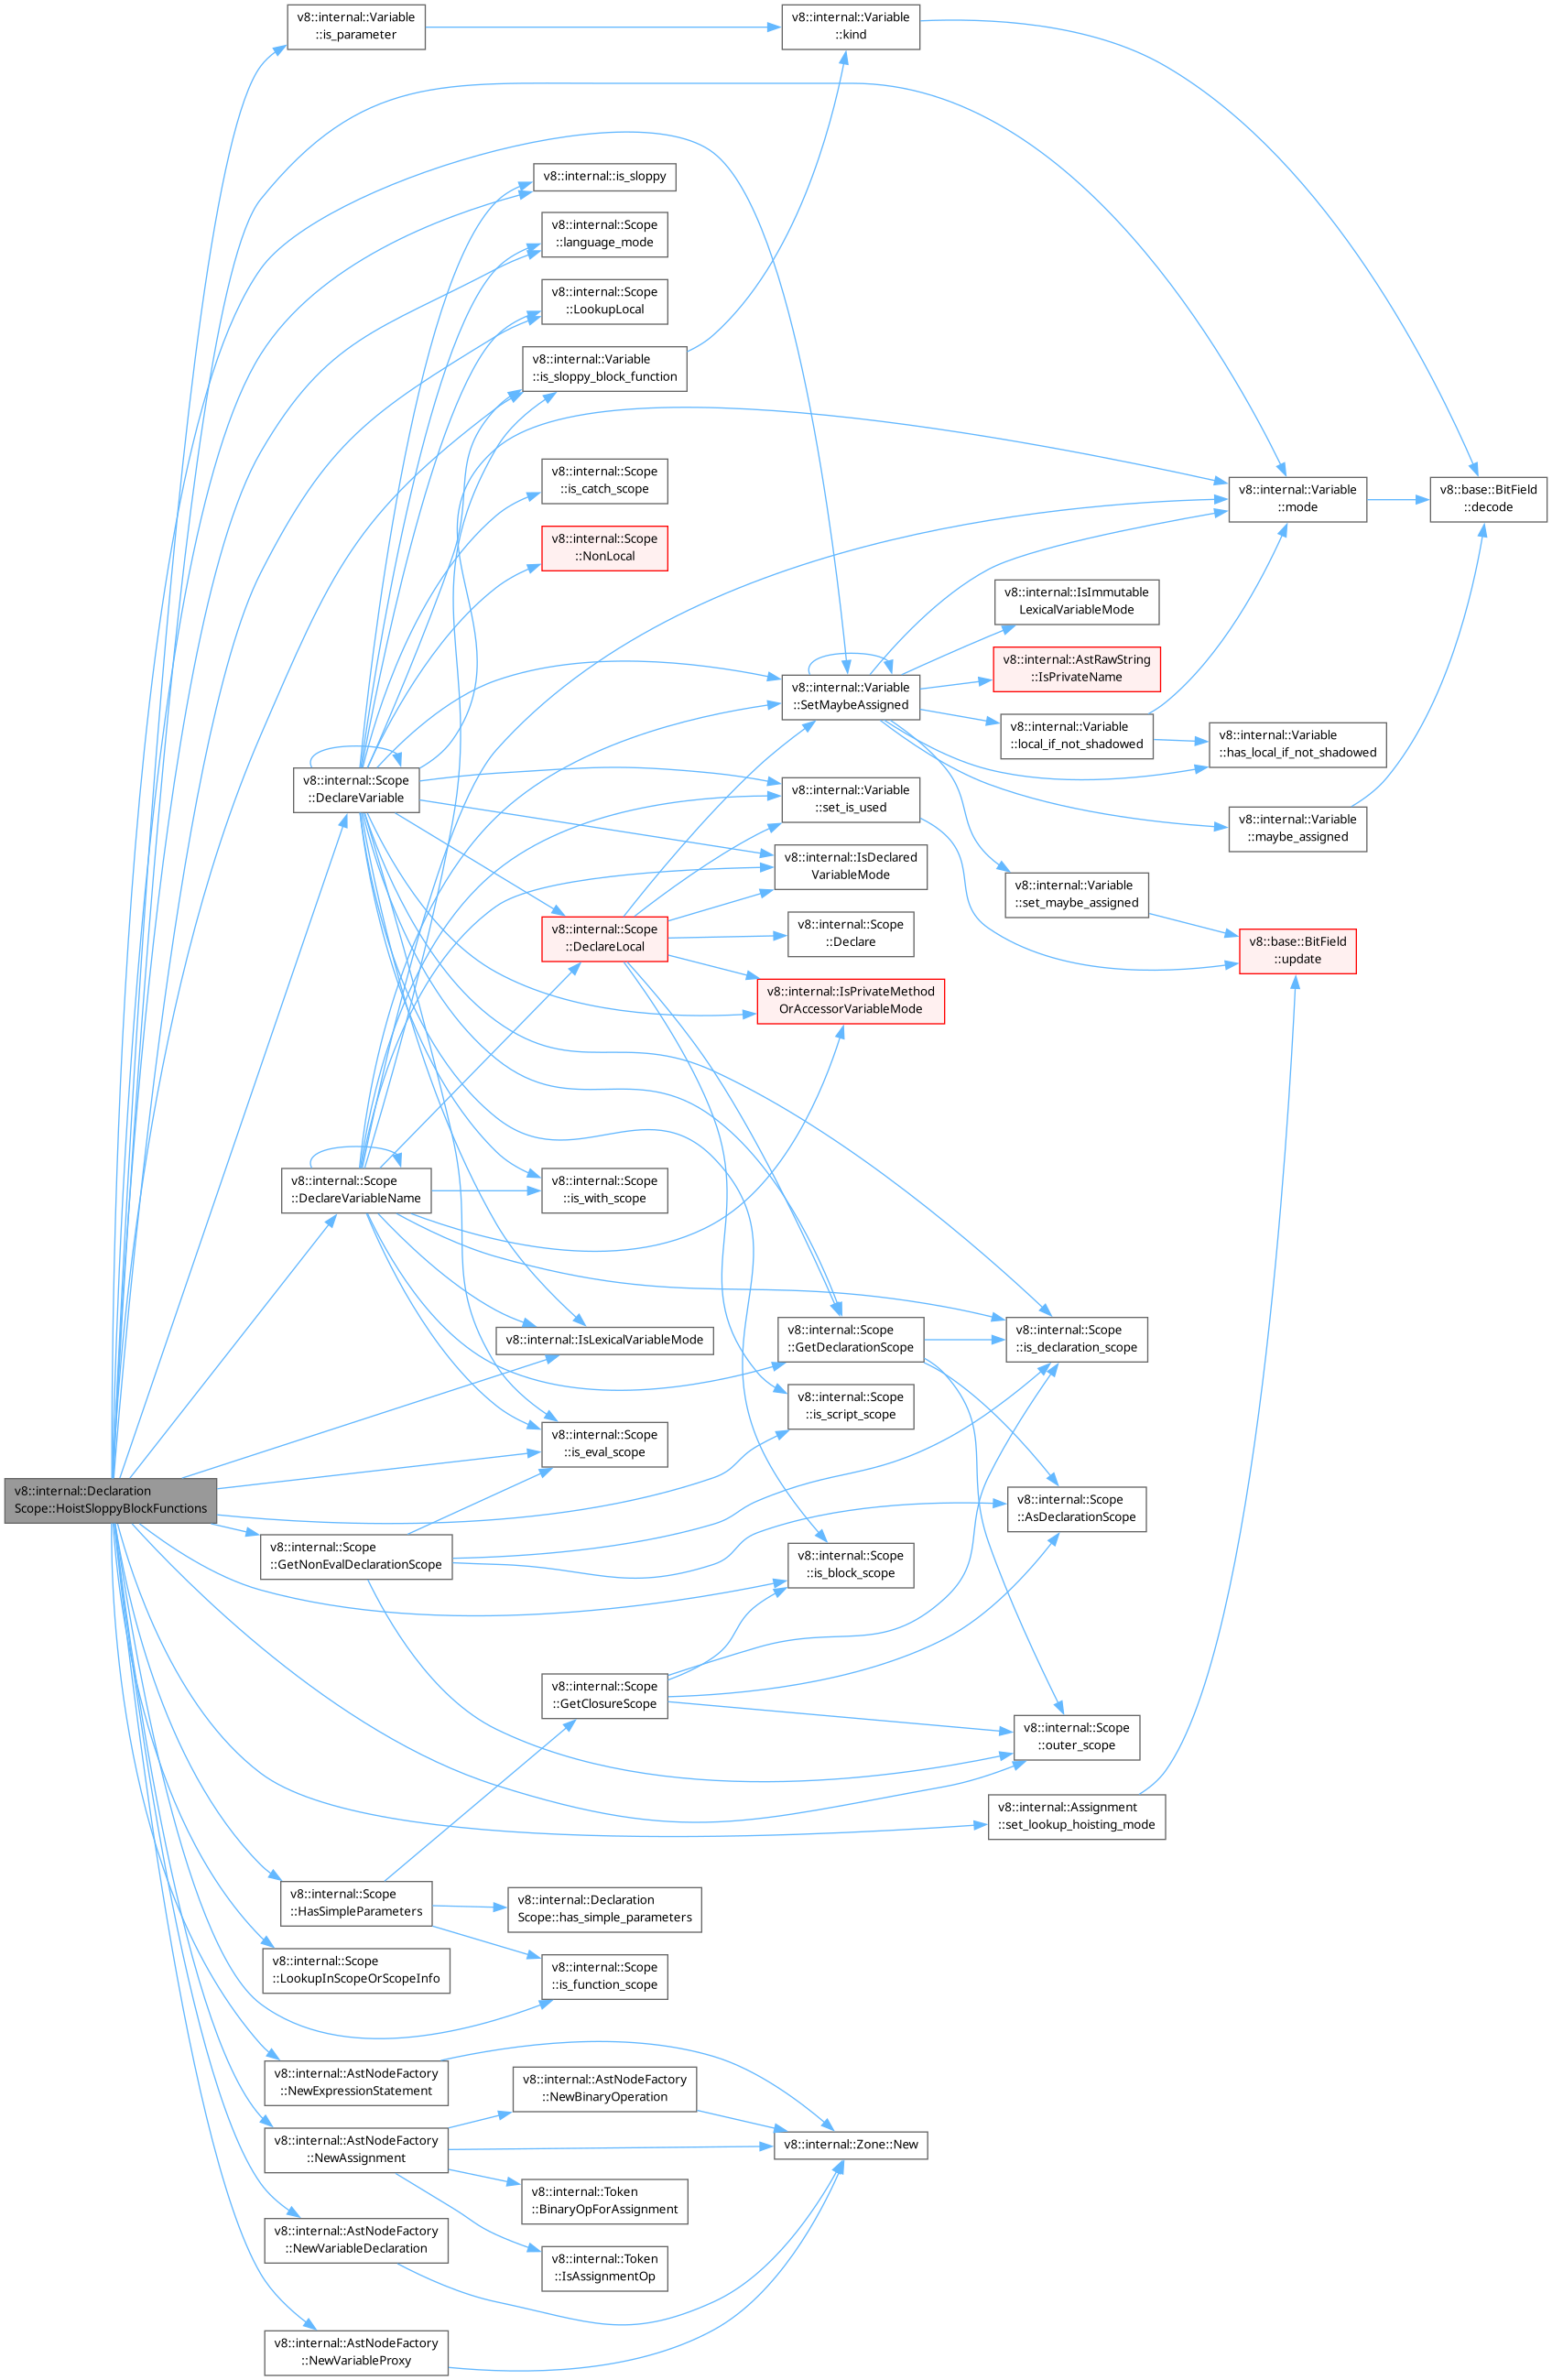 v8::internal::Variable
::is_parameter
v8::internal::Variable
::kind
v8::internal::is_sloppy
v8::internal::Scope
::language_mode
v8::internal::Scope
::LookupLocal
v8::internal::Variable
::is_sloppy_block_function
v8::internal::Scope
::is_catch_scope
v8::internal::Scope
::NonLocal
v8::internal::Variable
::mode
v8::base::BitField
::decode
v8::internal::IsImmutable
LexicalVariableMode
v8::internal::AstRawString
::IsPrivateName
v8::internal::Variable
::SetMaybeAssigned
v8::internal::Variable
::local_if_not_shadowed
v8::internal::Variable
::has_local_if_not_shadowed
v8::internal::Scope
::DeclareVariable
v8::internal::Variable
::set_is_used
v8::internal::Variable
::maybe_assigned
v8::internal::IsDeclared
VariableMode
v8::internal::Variable
::set_maybe_assigned
v8::internal::Scope
::DeclareLocal
v8::internal::Scope
::Declare
v8::base::BitField
::update
v8::internal::IsPrivateMethod
OrAccessorVariableMode
v8::internal::Scope
::DeclareVariableName
v8::internal::Scope
::is_with_scope
v8::internal::IsLexicalVariableMode
v8::internal::Scope
::GetDeclarationScope
v8::internal::Scope
::is_declaration_scope
v8::internal::Scope
::is_script_scope
v8::internal::Scope
::is_eval_scope
v8::internal::Declaration
Scope::HoistSloppyBlockFunctions
v8::internal::Scope
::AsDeclarationScope
v8::internal::Scope
::GetNonEvalDeclarationScope
v8::internal::Scope
::is_block_scope
v8::internal::Scope
::GetClosureScope
v8::internal::Scope
::outer_scope
v8::internal::Assignment
::set_lookup_hoisting_mode
v8::internal::Scope
::HasSimpleParameters
v8::internal::Declaration
Scope::has_simple_parameters
v8::internal::Scope
::LookupInScopeOrScopeInfo
v8::internal::Scope
::is_function_scope
v8::internal::AstNodeFactory
::NewExpressionStatement
v8::internal::AstNodeFactory
::NewBinaryOperation
v8::internal::AstNodeFactory
::NewAssignment
v8::internal::Zone::New
v8::internal::Token
::BinaryOpForAssignment
v8::internal::AstNodeFactory
::NewVariableDeclaration
v8::internal::Token
::IsAssignmentOp
v8::internal::AstNodeFactory
::NewVariableProxy